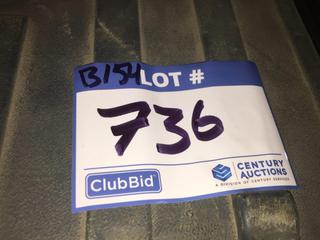 B154 LOT #
736
ClubBid
CENTURY
AUCTIONS
A DIVISION OF CENTURY SERVICES